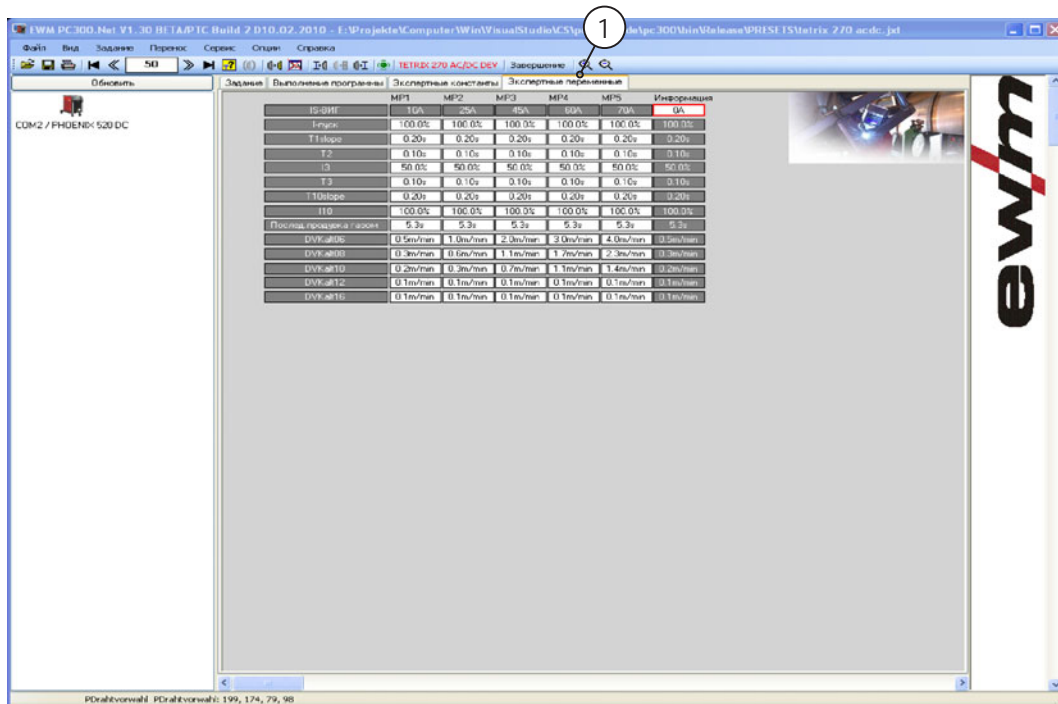 1
EWM PC300.Net V1.30 BETA/PTC Build 2 D10.02.2010 - E:\Projekte\Computer\Win\VisualStudio\CS\p de\pc300\bin\Release\PRESETS\tetrix 270 acdc.jxt
Файл Вид Задание Перенос Сервис Опции Справка
50 TETRIX 270 AC/DC DEV Завершение
Обновить
Задание Выполнение программы Экспертные константы Экспертные переменные
COM2 / PHOENIX 520 DC
MP1 MP2 MP3 MP4 MP5 Информация
IS-ВИГ 10A 25A 45A 60A 70A 0A
I-пуск 100.0% 100.0% 100.0% 100.0% 100.0% 100.0%
T1slope 0.20s 0.20s 0.20s 0.20s 0.20s 0.20s
T2 0.10s 0.10s 0.10s 0.10s 0.10s 0.10s
I3 50.0% 50.0% 50.0% 50.0% 50.0% 50.0%
T3 0.10s 0.10s 0.10s 0.10s 0.10s 0.10s
T10slope 0.20s 0.20s 0.20s 0.20s 0.20s 0.20s
I10 100.0% 100.0% 100.0% 100.0% 100.0% 100.0%
Послед.продувка газом 5.3s 5.3s 5.3s 5.3s 5.3s 5.3s
DVKalt06 0.5m/min 1.0m/min 2.0m/min 3.0m/min 4.0m/min 0.5m/min
DVKalt08 0.3m/min 0.6m/min 1.1m/min 1.7m/min 2.3m/min 0.3m/min
DVKalt10 0.2m/min 0.3m/min 0.7m/min 1.1m/min 1.4m/min 0.2m/min
DVKalt12 0.1m/min 0.1m/min 0.1m/min 0.1m/min 0.1m/min 0.1m/min
DVKalt16 0.1m/min 0.1m/min 0.1m/min 0.1m/min 0.1m/min 0.1m/min
ewm
PDrahtvorwahl PDrahtvorwahl: 199, 174, 79, 98